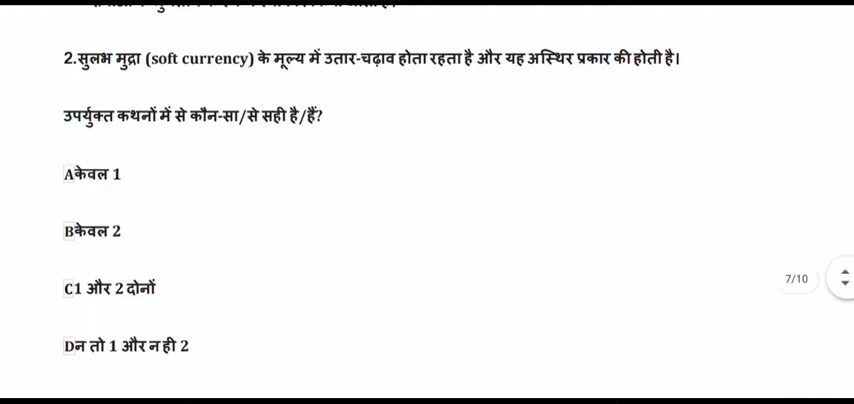 2.सुलभ मुद्रा (soft currency) के मूल्य में उतार-चढ़ाव होता रहता है और यह अस्थिर प्रकार की होती है।
उपर्युक्त कथनों में से कौन-सा/से सही है/हैं?
Aकेवल 1
Bकेवल 2
7/10
C1 और 2 दोनों
Dन तो 1 और न ही 2